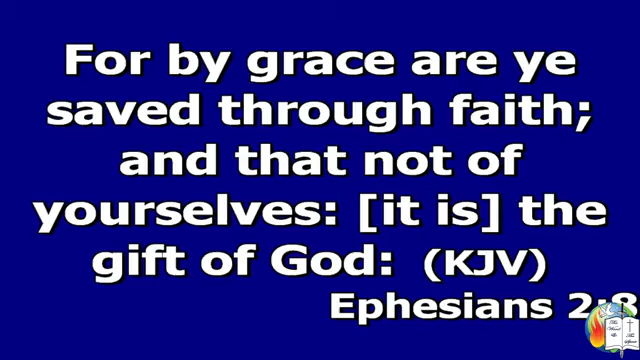 For by grace are ye
saved through faith;
and that not of
yourselves: [it is] the
gift of God: (KJV)
Ephesians 2:8